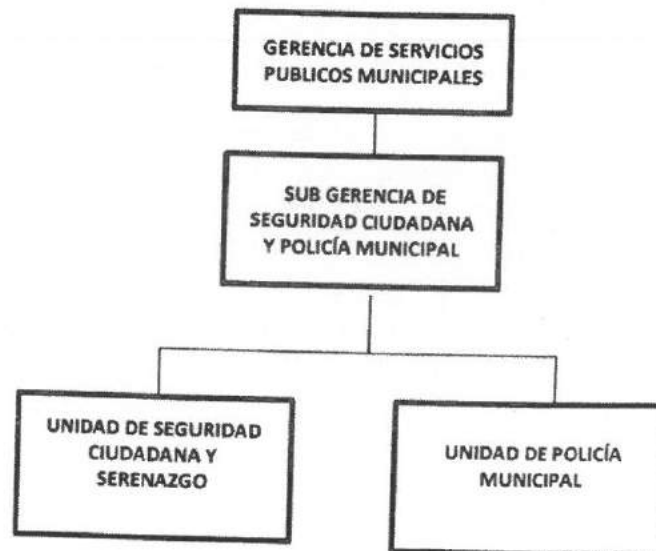 GERENCIA DE SERVICIOS
PUBLICOS MUNICIPALES
SUB GERENCIA DE
SEGURIDAD CIUDADANA
Y POLICÍA MUNICIPAL
UNIDAD DE SEGURIDAD
CIUDADANA Y
SERENAZGO
UNIDAD DE POLICÍA
MUNICIPAL